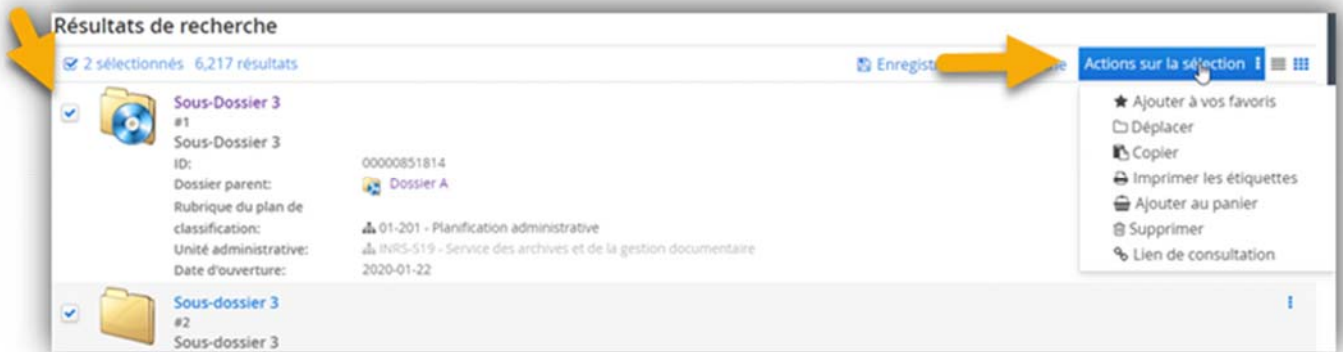 Résultats de recherche
2 sélectionnés 6,217 résultats Actions sur la sélection
Sous-Dossier 3
#1
Sous-Dossier 3
ID: 00000851814
Dossier parent: Dossier A
Rubrique du plan de
classification: 01-201 - Planification administrative
Unité administrative: INRS-S19 - Service des archives et de la gestion documentaire
Date d'ouverture: 2020-01-22
Sous-dossier 3
#2
Sous-dossier 3
Ajouter à vos favoris
Déplacer
Copier
Imprimer les étiquettes
Ajouter au panier
Supprimer
Lien de consultation